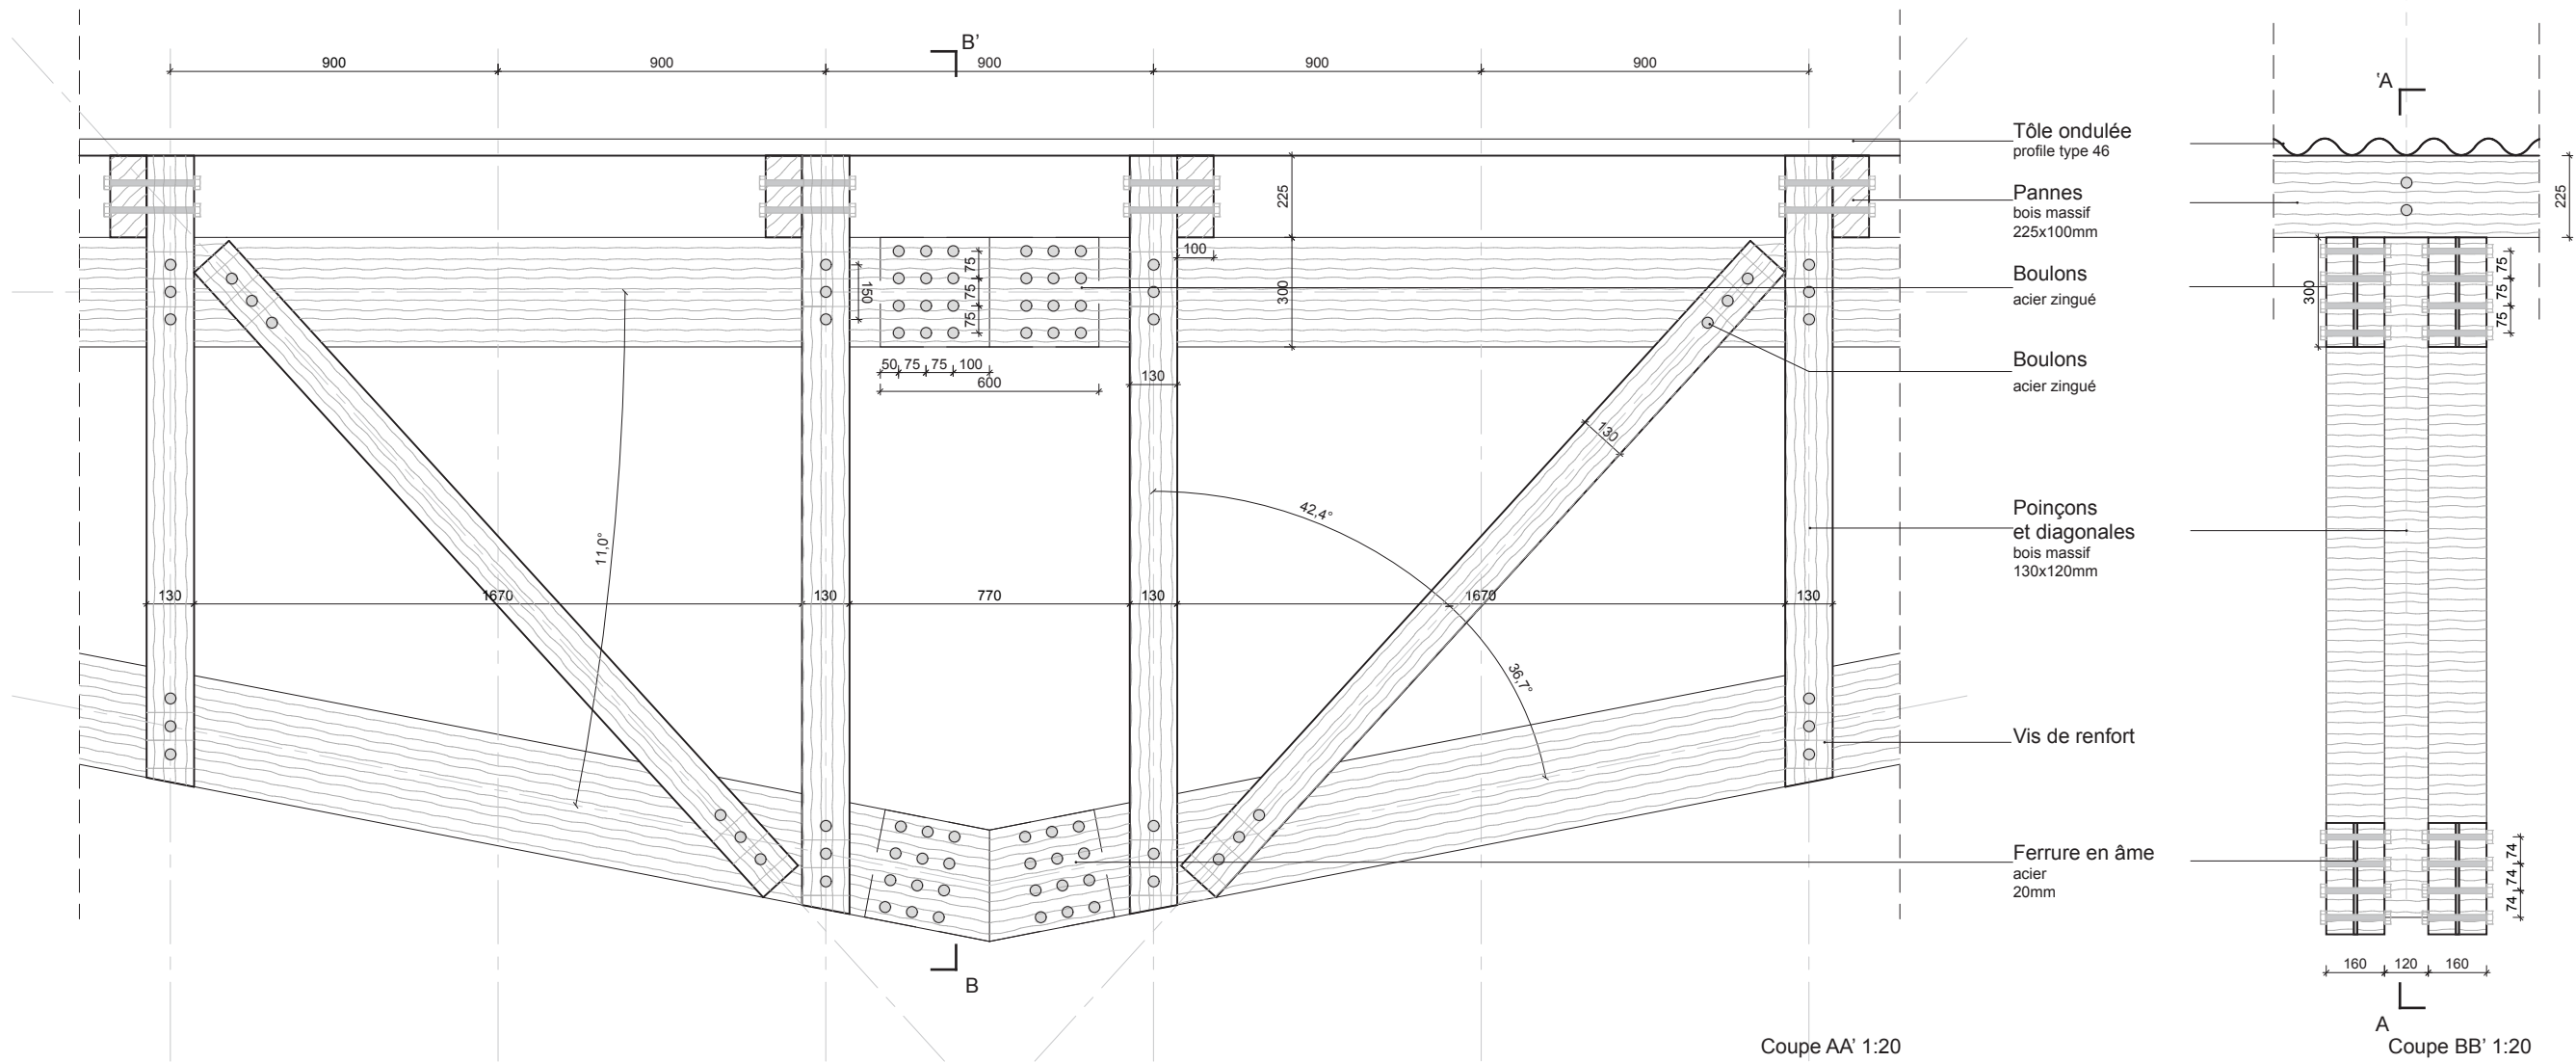 B'
900
900
900
900
900
'A
Tôle ondulée
profile type 46
Pannes
bois massif
225x100mm
225
225
100
75
75
75
150
300
300
75
75
75
Boulons
acier zingué
50
75
75
100
600
130
Boulons
acier zingué
130
42,4°
11,0°
Poinçons
et diagonales
bois massif
130x120mm
130
1670
130
770
130
1670
130
36,7°
Vis de renfort
Ferrure en âme
acier
20mm
74
74
74
160
120
160
B
A
Coupe AA' 1:20
Coupe BB' 1:20